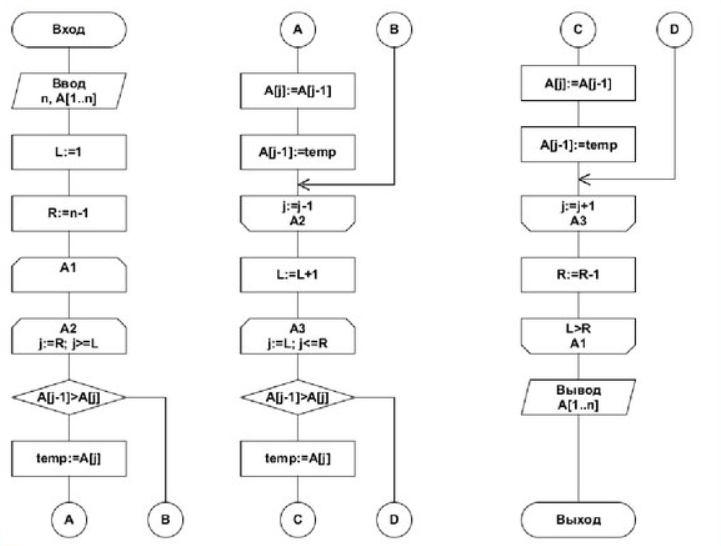 Вход
Ввод
n, A[1..n]
L:=1
R:=n-1
A1
A2
j:=R; j>=L
A[j-1]>A[j]
temp:=A[j]
A
B
A
B
A[j]:=A[j-1]
A[j-1]:=temp
j:=j-1
A2
L:=L+1
A3
j:=L; j<=R
A[j-1]>A[j]
temp:=A[j]
C
D
C
D
A[j]:=A[j-1]
A[j-1]:=temp
j:=j+1
A3
R:=R-1
L>R
A1
Вывод
A[1..n]
Выход